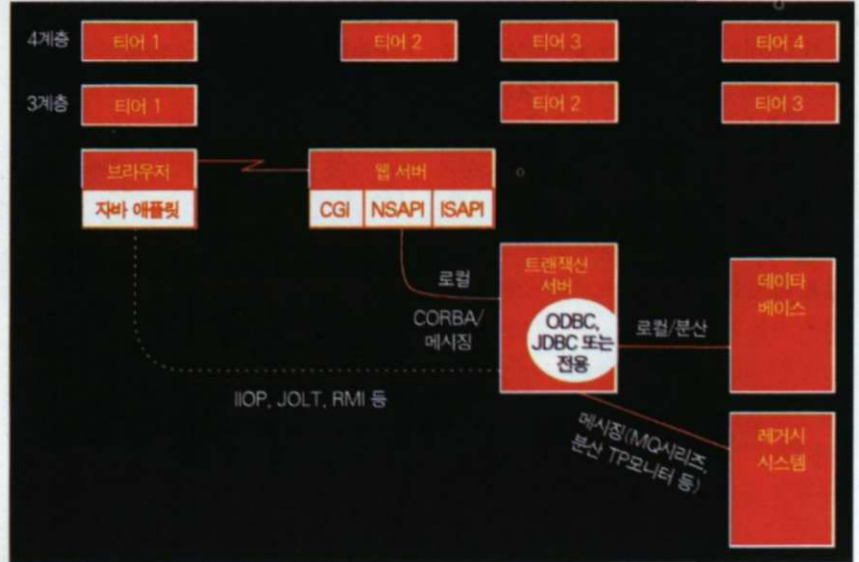 4계층 티어 1 티어 2 티어 3 티어 4
3계층 티어 1 티어 2 티어 3
브라우저 웹 서버
자바 애플릿 CGI NSAPI ISAPI
트랜잭션
서버
데이타
베이스
로컬
CORBA/
메시징
ODBC,
JDBC 또는
전용
로컬/분산
IIOP, JOLT, RMI 등
메시징(MQ시리즈,
분산 TP모니터 등)
레거시
시스템